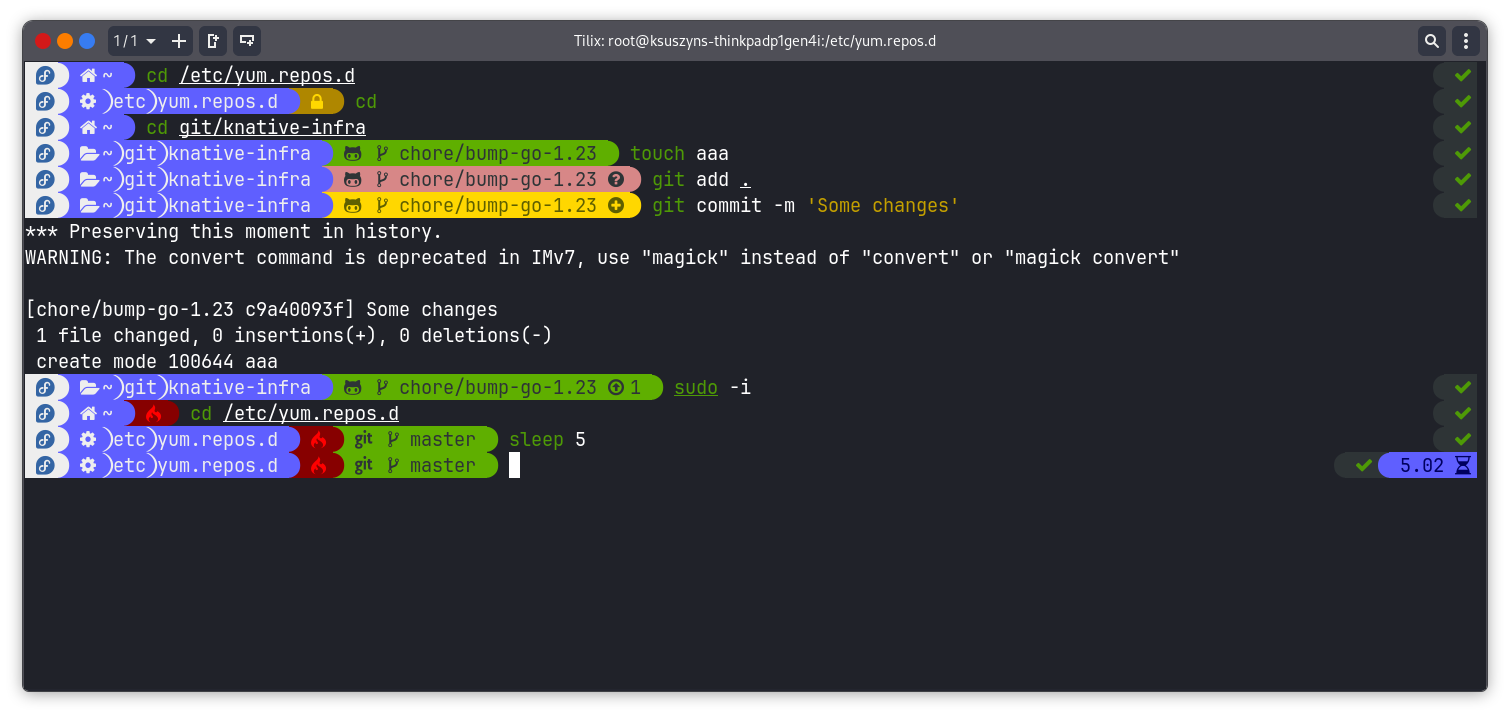 1 / 1
Tilix: root@ksuszyns-thinkpadp1gen4i:/etc/yum.repos.d
~ cd /etc/yum.repos.d
etc yum.repos.d cd
~ cd git/knative-infra
~ git knative-infra chore/bump-go-1.23 touch aaa
~ git knative-infra chore/bump-go-1.23 ? git add .
~ git knative-infra chore/bump-go-1.23 + git commit -m 'Some changes'
*** Preserving this moment in history.
WARNING: The convert command is deprecated in IMv7, use "magick" instead of "convert" or "magick convert"
[chore/bump-go-1.23 c9a40093f] Some changes
1 file changed, 0 insertions(+), 0 deletions(-)
create mode 100644 aaa
~ git knative-infra chore/bump-go-1.23 1 sudo -i
~ cd /etc/yum.repos.d
etc yum.repos.d git master sleep 5
etc yum.repos.d git master 5.02